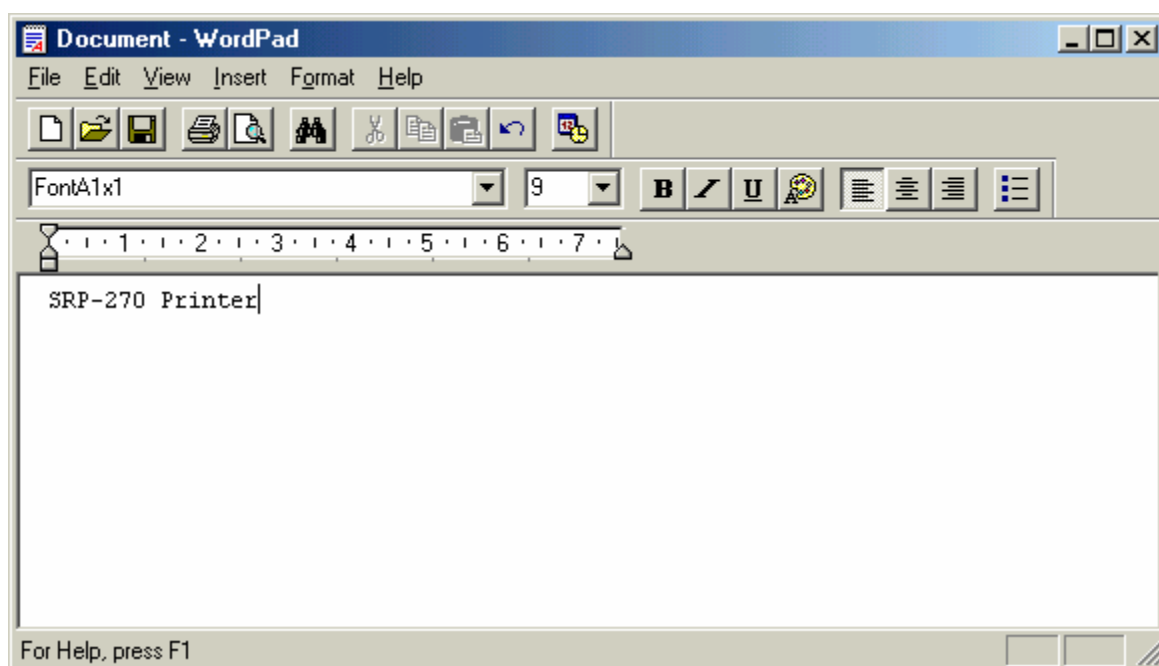 Document - WordPad
File Edit View Insert Format Help
FontA1x1 9 B I U
1 2 3 4 5 6 7
SRP-270 Printer
For Help, press F1